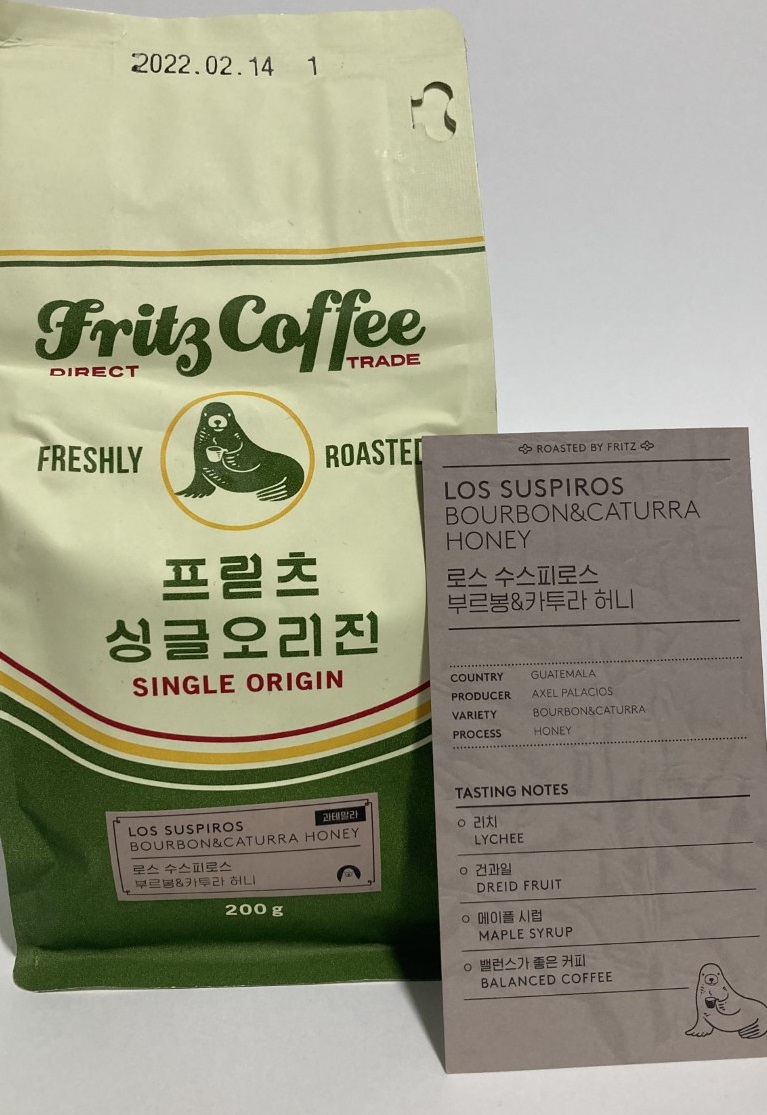 2022.02.14 1
Fritz Coffee
DIRECT TRADE
FRESHLY ROASTED
프릳츠
싱글오리진
SINGLE ORIGIN
과테말라
LOS SUSPIROS
BOURBON&CATURRA HONEY
로스 수스피로스
부르봉&카투라 허니
200g
ROASTED BY FRITZ
LOS SUSPIROS
BOURBON&CATURRA
HONEY
로스 수스피로스
부르봉&카투라 허니
COUNTRY GUATEMALA
PRODUCER AXEL PALACIOS
VARIETY BOURBON&CATURRA
PROCESS HONEY
TASTING NOTES
리치
LYCHEE
건과일
DREID FRUIT
메이플 시럽
MAPLE SYRUP
밸런스가 좋은 커피
BALANCED COFFEE